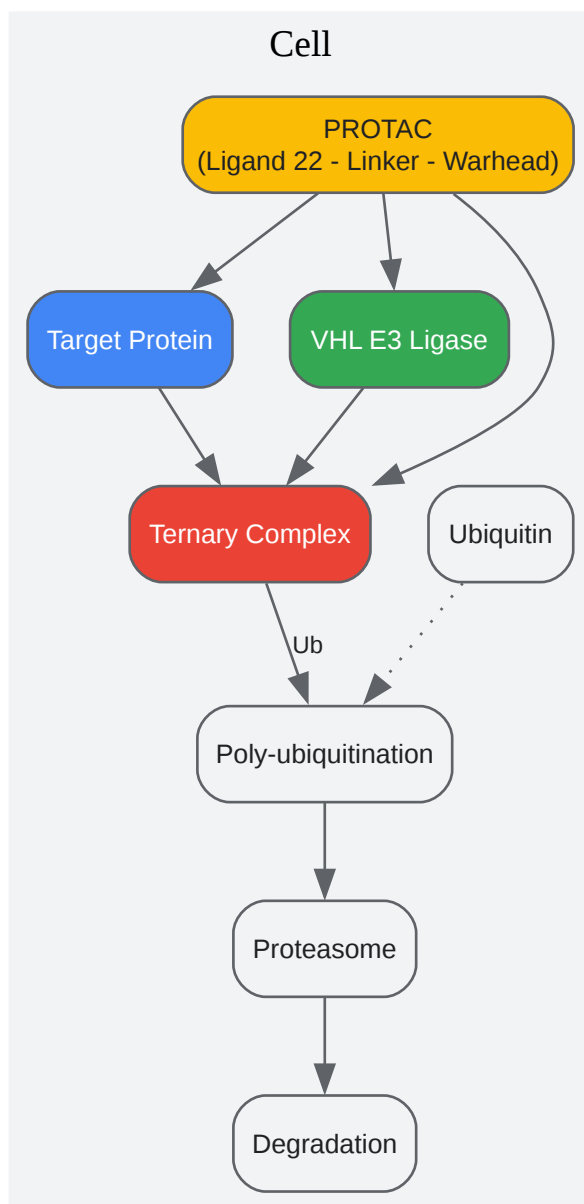 Cell
PROTAC
(Ligand 22 - Linker - Warhead)
Target Protein
VHL E3 Ligase
Ternary Complex
Ubiquitin
Ub
Poly-ubiquitination
Proteasome
Degradation